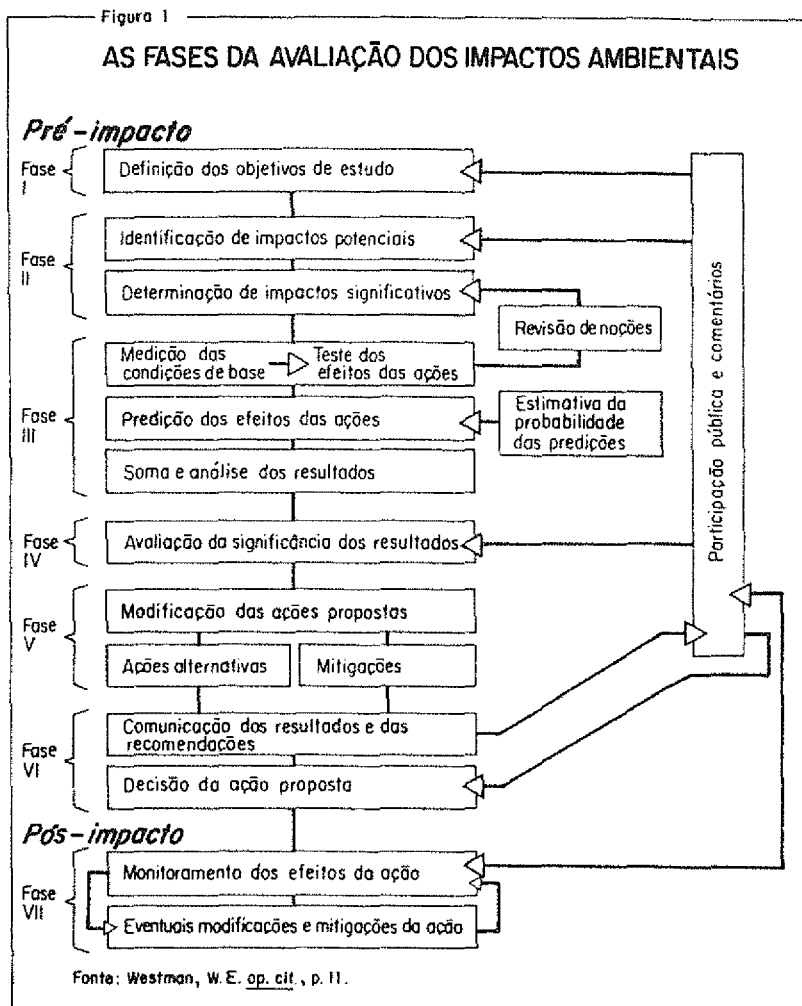 Figura 1
AS FASES DA AVALIAÇÃO DOS IMPACTOS AMBIENTAIS
Pré-impacto
Fase
I
Definição dos objetivos de estudo
Fase
II
Identificação de impactos potenciais
Determinação de impactos significativos
Revisão de noções
Fase
III
Medição das
condições de base
Teste dos
efeitos das ações
Predição dos efeitos das ações
Estimativa da
probabilidade
das predições
Soma e análise dos resultados
Participação pública e comentários
Fase
IV
Avaliação da significância dos resultados
Fase
V
Modificação das ações propostas
Ações alternativas
Mitigações
Fase
VI
Comunicação dos resultados e das
recomendações
Decisão da ação proposta
Pós-impacto
Fase
VII
Monitoramento dos efeitos da ação
Eventuais modificações e mitigações da ação
Fonte: Westman, W. E. op. cit., p. 11.